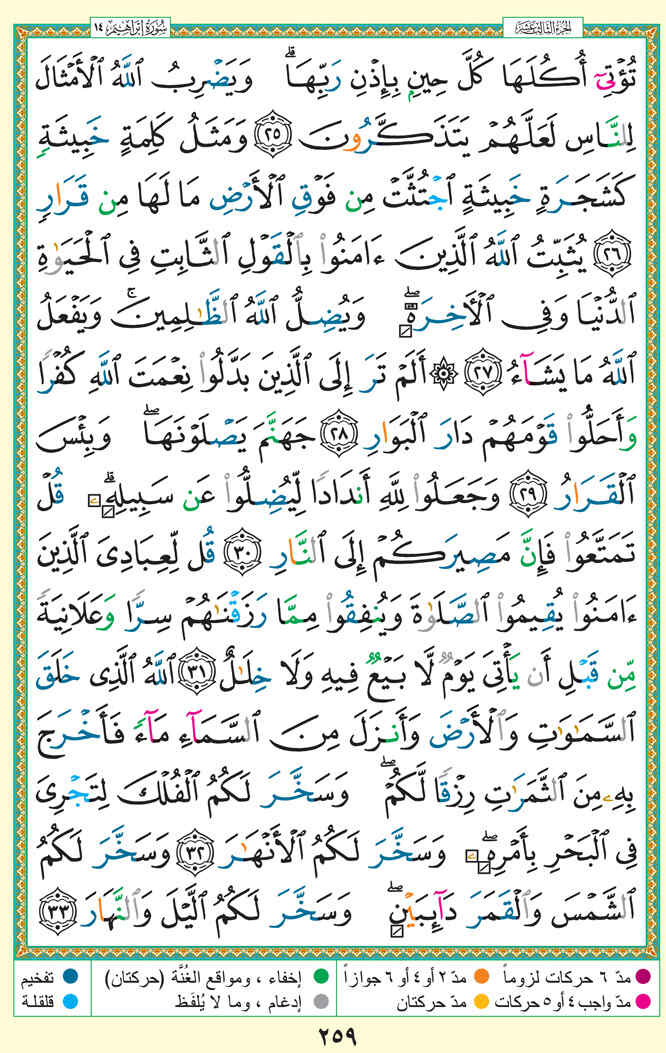 الجزء الثالث عشر
سُورَةُ إِبْرَاهِيم ١٤
تُؤْتِىٓ أُكُلَهَا كُلَّ حِينٍۭ بِإِذْنِ رَبِّهَا ۗ وَيَضْرِبُ ٱللَّهُ ٱلْأَمْثَالَ
لِلنَّاسِ لَعَلَّهُمْ يَتَذَكَّرُونَ ٢٥ وَمَثَلُ كَلِمَةٍ خَبِيثَةٍۢ
كَشَجَرَةٍ خَبِيثَةٍ ٱجْتُثَّتْ مِن فَوْقِ ٱلْأَرْضِ مَا لَهَا مِن قَرَارٍۢ
٢٦ يُثَبِّتُ ٱللَّهُ ٱلَّذِينَ ءَامَنُوا۟ بِٱلْقَوْلِ ٱلثَّابِتِ فِى ٱلْحَيَوٰةِ
ٱلدُّنْيَا وَفِى ٱلْـَٔاخِرَةِ ۖ وَيُضِلُّ ٱللَّهُ ٱلظَّـٰلِمِينَ ۚ وَيَفْعَلُ
ٱللَّهُ مَا يَشَآءُ ٢٧ ۞ أَلَمْ تَرَ إِلَى ٱلَّذِينَ بَدَّلُوا۟ نِعْمَتَ ٱللَّهِ كُفْرًۭا
وَأَحَلُّوا۟ قَوْمَهُمْ دَارَ ٱلْبَوَارِ ٢٨ جَهَنَّمَ يَصْلَوْنَهَا ۖ وَبِئْسَ
ٱلْقَرَارُ ٢٩ وَجَعَلُوا۟ لِلَّهِ أَندَادًۭا لِّيُضِلُّوا۟ عَن سَبِيلِهِۦ ۗ قُلْ
تَمَتَّعُوا۟ فَإِنَّ مَصِيرَكُمْ إِلَى ٱلنَّارِ ٣٠ قُل لِّعِبَادِىَ ٱلَّذِينَ
ءَامَنُوا۟ يُقِيمُوا۟ ٱلصَّلَوٰةَ وَيُنفِقُوا۟ مِمَّا رَزَقْنَـٰهُمْ سِرًّۭا وَعَلَانِيَةًۭ
مِّن قَبْلِ أَن يَأْتِىَ يَوْمٌۭ لَّا بَيْعٌۭ فِيهِ وَلَا خِلَـٰلٌ ٣١ ٱللَّهُ ٱلَّذِى خَلَقَ
ٱلسَّمَـٰوَٰتِ وَٱلْأَرْضَ وَأَنزَلَ مِنَ ٱلسَّمَآءِ مَآءًۭ فَأَخْرَجَ
بِهِۦ مِنَ ٱلثَّمَرَٰتِ رِزْقًۭا لَّكُمْ ۖ وَسَخَّرَ لَكُمُ ٱلْفُلْكَ لِتَجْرِىَ
فِى ٱلْبَحْرِ بِأَمْرِهِۦ ۖ وَسَخَّرَ لَكُمُ ٱلْأَنْهَـٰرَ ٣٢ وَسَخَّرَ لَكُمُ
ٱلشَّمْسَ وَٱلْقَمَرَ دَآئِبَيْنِ ۖ وَسَخَّرَ لَكُمُ ٱلَّيْلَ وَٱلنَّهَارَ ٣٣
مدّ ٦ حركات لزوماً مدّ ٢ أو ٤ أو ٦ جوازاً إخفاء ، ومواقع الغُنَّة (حركتان) تفخيم
مدّ واجب ٤ أو ٥ حركات مدّ حركتان إدغام ، وما لا يُلفَظ قلقلة
٢٥٩